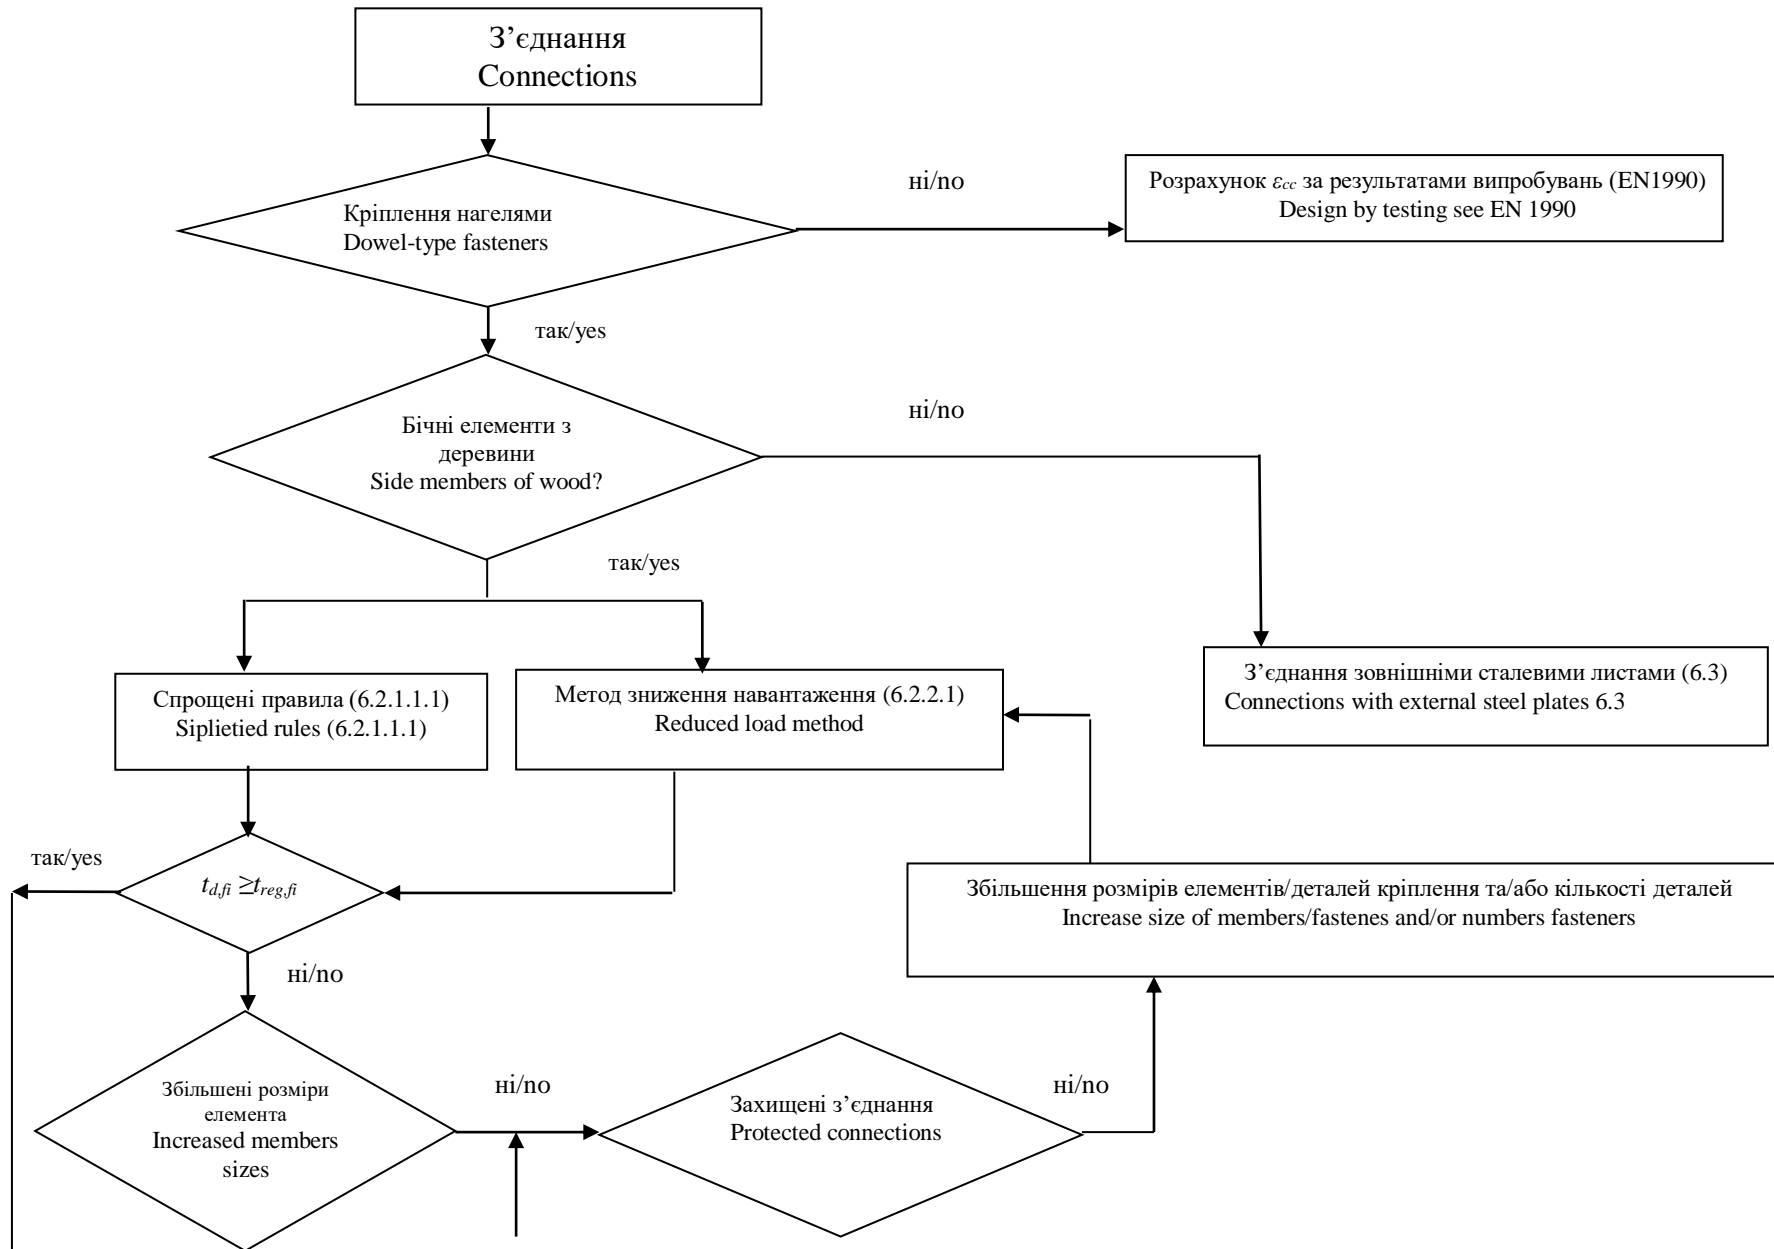 З’єднання
Connections
ні/no
Кріплення нагелями
Dowel-type fasteners
Розрахунок εcc за результатами випробувань (EN1990)
Design by testing see EN 1990
так/yes
ні/no
Бічні елементи з
деревини
Side members of wood?
так/yes
Спрощені правила (6.2.1.1.1)
Siplietied rules (6.2.1.1.1)
Метод зниження навантаження (6.2.2.1)
Reduced load method
З’єднання зовнішніми сталевими листами (6.3)
Connections with external steel plates 6.3
так/yes
td,fi ≥treg,fi
Збільшення розмірів елементів/деталей кріплення та/або кількості деталей
Increase size of members/fastenes and/or numbers fasteners
ні/no
Збільшені розміри
елемента
Increased members
sizes
ні/no
Захищені з’єднання
Protected connections
ні/no